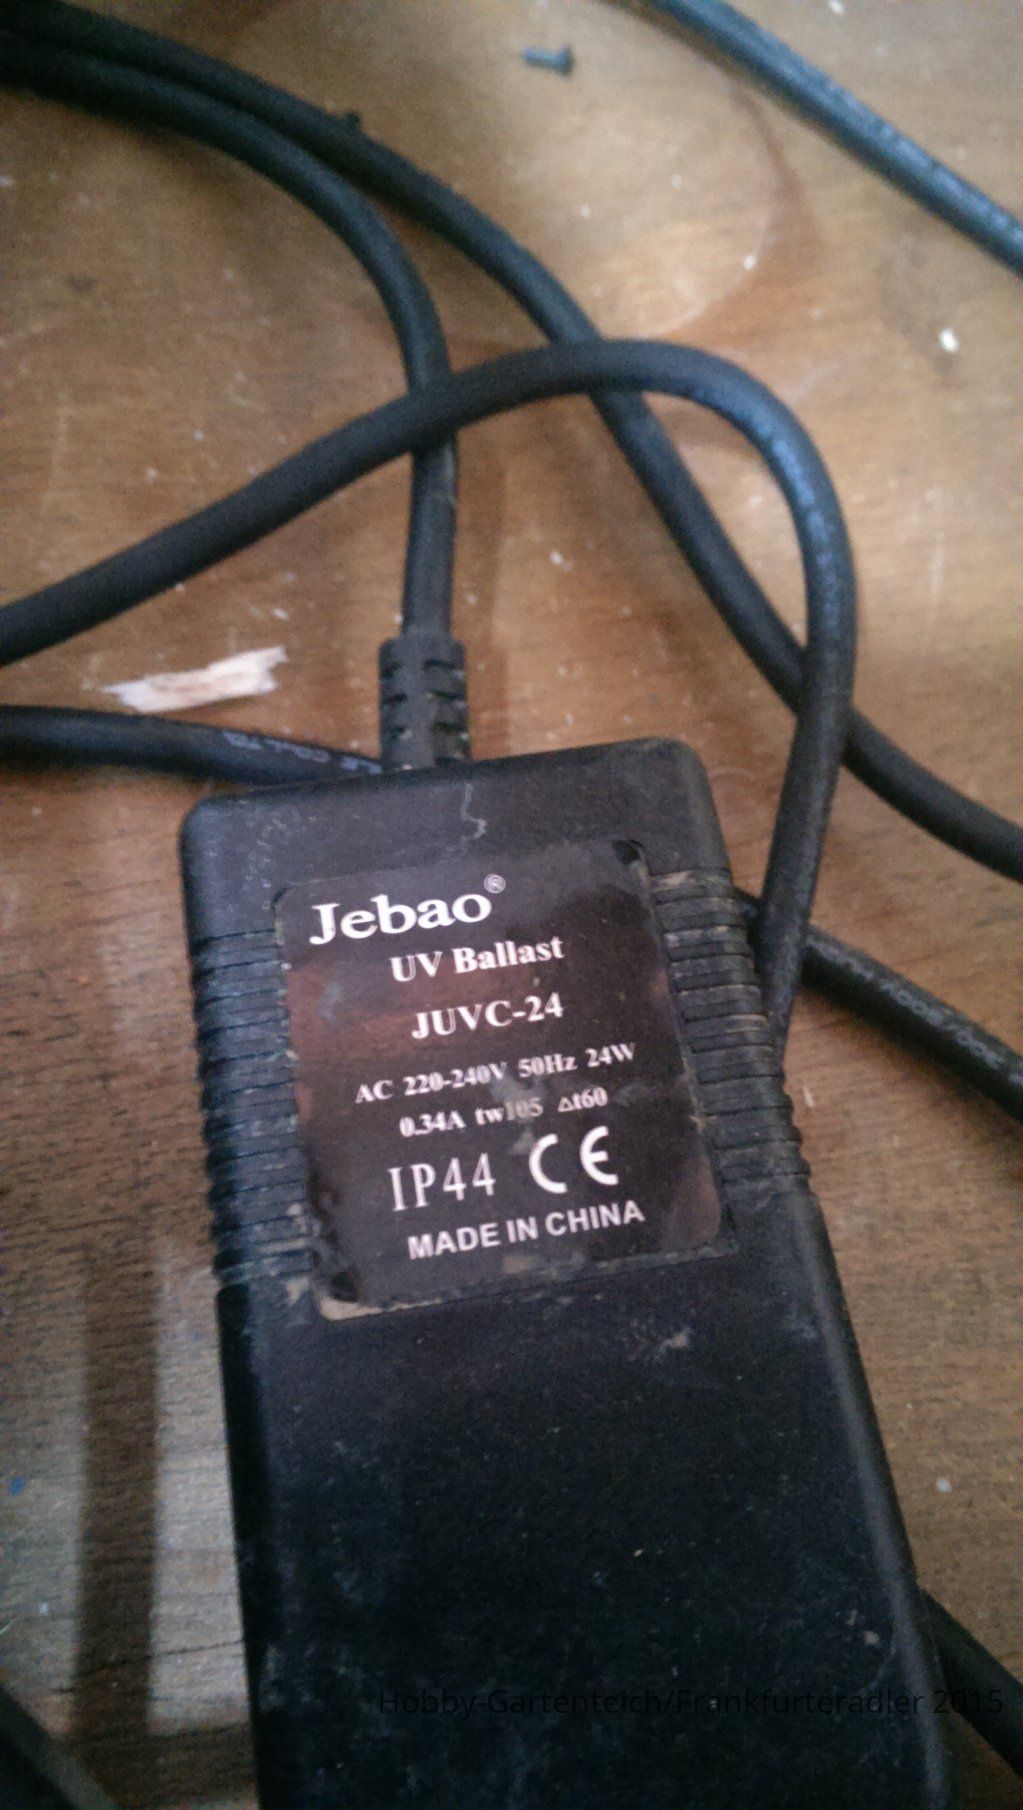 Jebao®
UV Ballast
JUVC-24
AC 220-240V 50Hz 24W
0.34A tw105 △t60
IP44 CE
MADE IN CHINA
Hobby-Gartenteich/Frankfurteradler 2015